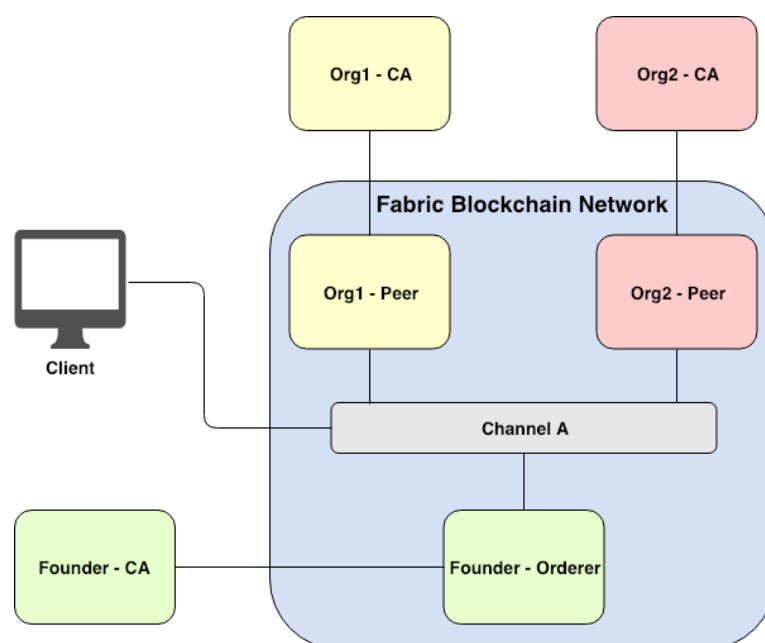 Org1 - CA
Org2 - CA
Fabric Blockchain Network
Org1 - Peer
Org2 - Peer
Client
Channel A
Founder - CA
Founder - Orderer